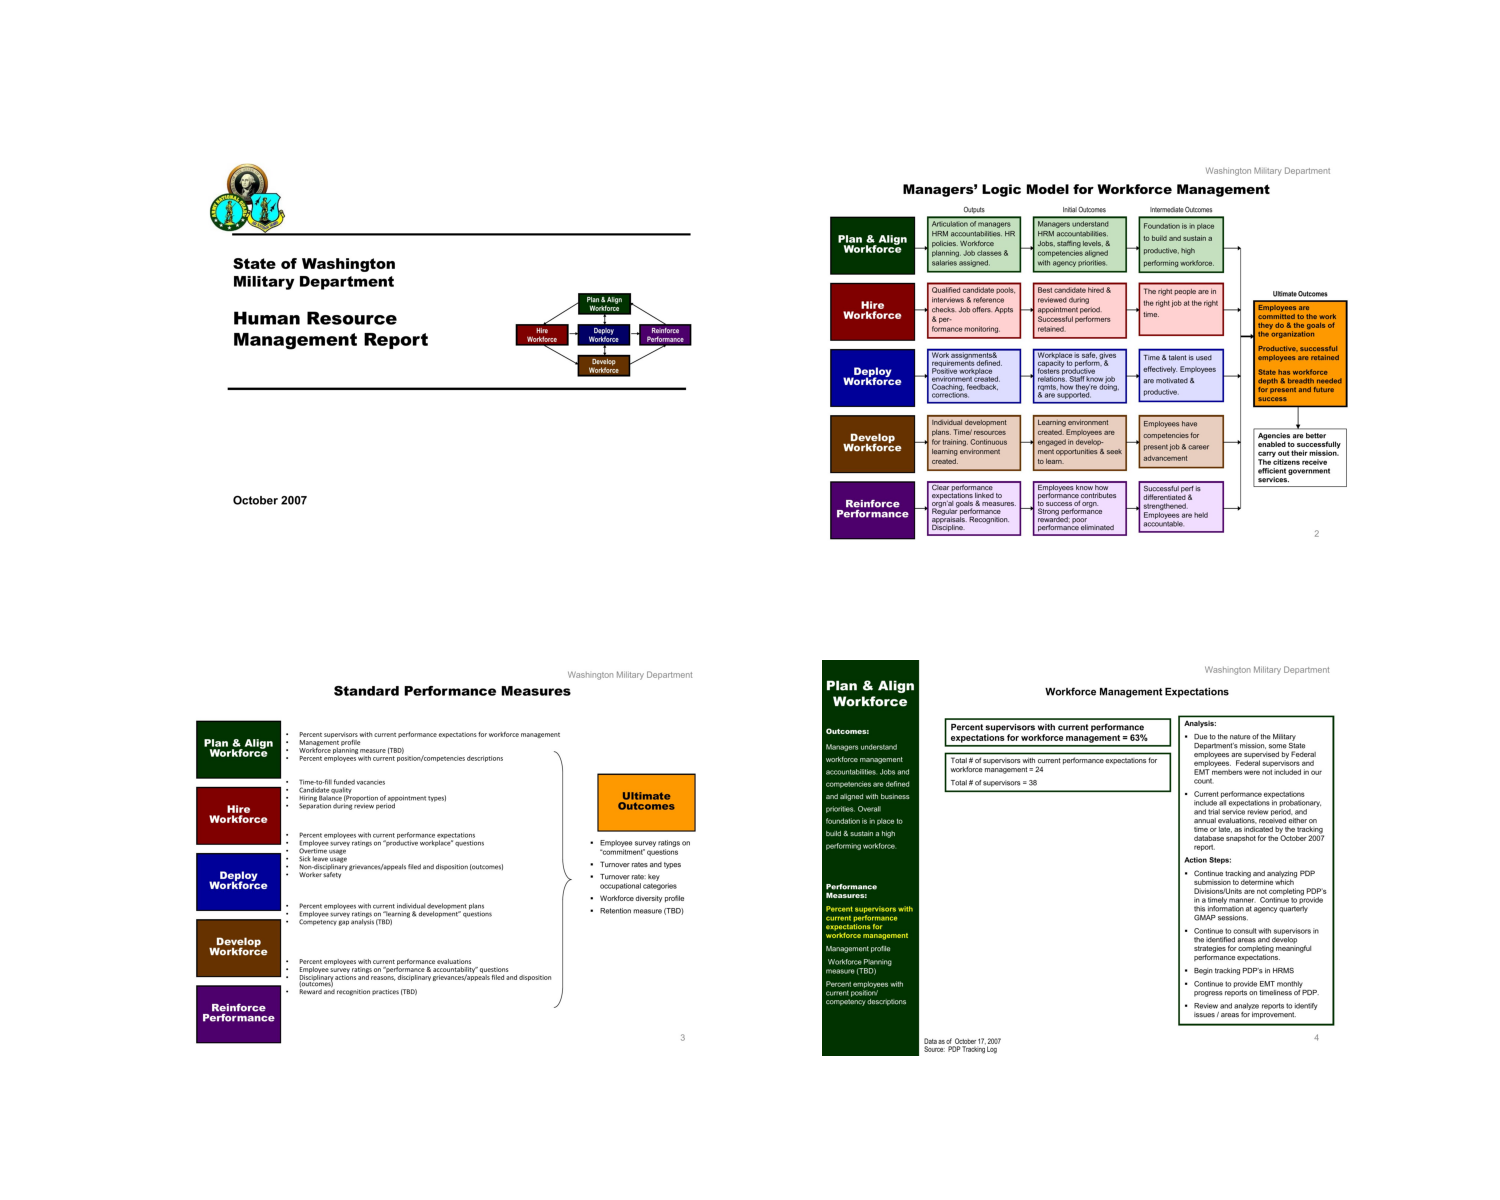 State of Washington
Military Department
Human Resource
Management Report
Plan & Align
Workforce
Hire
Workforce
Deploy
Workforce
Reinforce
Performance
Develop
Workforce
October 2007
Washington Military Department
Managers' Logic Model for Workforce Management
Outputs
Initial Outcomes
Intermediate Outcomes
Plan & Align
Workforce
Articulation of managers
HRM accountabilities. HR
policies. Workforce
planning. Job classes &
salaries assigned.
Managers understand
HRM accountabilities.
Jobs, staffing levels, &
competencies aligned
with agency priorities.
Foundation is in place
to build and sustain a
productive, high
performing workforce.
Hire
Workforce
Qualified candidate pools,
interviews & reference
checks. Job offers. Appts
& per-
formance monitoring.
Best candidate hired &
reviewed during
appointment period.
Successful performers
retained.
The right people are in
the right job at the right
time.
Deploy
Workforce
Work assignments&
requirements defined.
Positive workplace
environment created.
Coaching, feedback,
corrections.
Workplace is safe, gives
capacity to perform, &
fosters productive
relations. Staff know job
rqmts, how they're doing,
& are supported.
Time & talent is used
effectively. Employees
are motivated &
productive.
Develop
Workforce
Individual development
plans. Time/ resources
for training. Continuous
learning environment
created.
Learning environment
created. Employees are
engaged in develop-
ment opportunities & seek
to learn.
Employees have
competencies for
present job & career
advancement
Reinforce
Performance
Clear performance
expectations linked to
orgn'al goals & measures.
Regular performance
appraisals. Recognition.
Discipline.
Employees know how
performance contributes
to success of orgn.
Strong performance
rewarded; poor
performance eliminated
Successful perf is
differentiated &
strengthened.
Employees are held
accountable.
Ultimate Outcomes
Employees are
committed to the work
they do & the goals of
the organization
Productive, successful
employees are retained
State has workforce
depth & breadth needed
for present and future
success
Agencies are better
enabled to successfully
carry out their mission.
The citizens receive
efficient government
services.
2
Washington Military Department
Standard Performance Measures
Plan & Align
Workforce
• Percent supervisors with current performance expectations for workforce management
• Management profile
• Workforce planning measure (TBD)
• Percent employees with current position/competencies descriptions
Hire
Workforce
• Time-to-fill funded vacancies
• Candidate quality
• Hiring Balance (Proportion of appointment types)
• Separation during review period
Deploy
Workforce
• Percent employees with current performance expectations
• Employee survey ratings on "productive workplace" questions
• Overtime usage
• Sick leave usage
• Non-disciplinary grievances/appeals filed and disposition (outcomes)
• Worker safety
Develop
Workforce
• Percent employees with current individual development plans
• Employee survey ratings on "learning & development" questions
• Competency gap analysis (TBD)
Reinforce
Performance
• Percent employees with current performance evaluations
• Employee survey ratings on "performance & accountability" questions
• Disciplinary actions and reasons, disciplinary grievances/appeals filed and disposition
(outcomes)
• Reward and recognition practices (TBD)
Ultimate
Outcomes
▪ Employee survey ratings on
"commitment" questions
▪ Turnover rates and types
▪ Turnover rate: key
occupational categories
▪ Workforce diversity profile
▪ Retention measure (TBD)
3
Washington Military Department
Plan & Align
Workforce
Outcomes:
Managers understand
workforce management
accountabilities. Jobs and
competencies are defined
and aligned with business
priorities. Overall
foundation is in place to
build & sustain a high
performing workforce.
Performance
Measures:
Percent supervisors with
current performance
expectations for
workforce management
Management profile
Workforce Planning
measure (TBD)
Percent employees with
current position/
competency descriptions
Workforce Management Expectations
Percent supervisors with current performance
expectations for workforce management = 63%
Total # of supervisors with current performance expectations for
workforce management = 24
Total # of supervisors = 38
Analysis:
▪ Due to the nature of the Military
Department's mission, some State
employees are supervised by Federal
employees. Federal supervisors and
EMT members were not included in our
count.
▪ Current performance expectations
include all expectations in probationary,
and trial service review period, and
annual evaluations, received either on
time or late, as indicated by the tracking
database snapshot for the October 2007
report.
Action Steps:
▪ Continue tracking and analyzing PDP
submission to determine which
Divisions/Units are not completing PDP's
in a timely manner. Continue to provide
this information at agency quarterly
GMAP sessions.
▪ Continue to consult with supervisors in
the identified areas and develop
strategies for completing meaningful
performance expectations.
▪ Begin tracking PDP's in HRMS
▪ Continue to provide EMT monthly
progress reports on timeliness of PDP.
▪ Review and analyze reports to identify
issues / areas for improvement.
Data as of October 17, 2007
Source: PDP Tracking Log
4